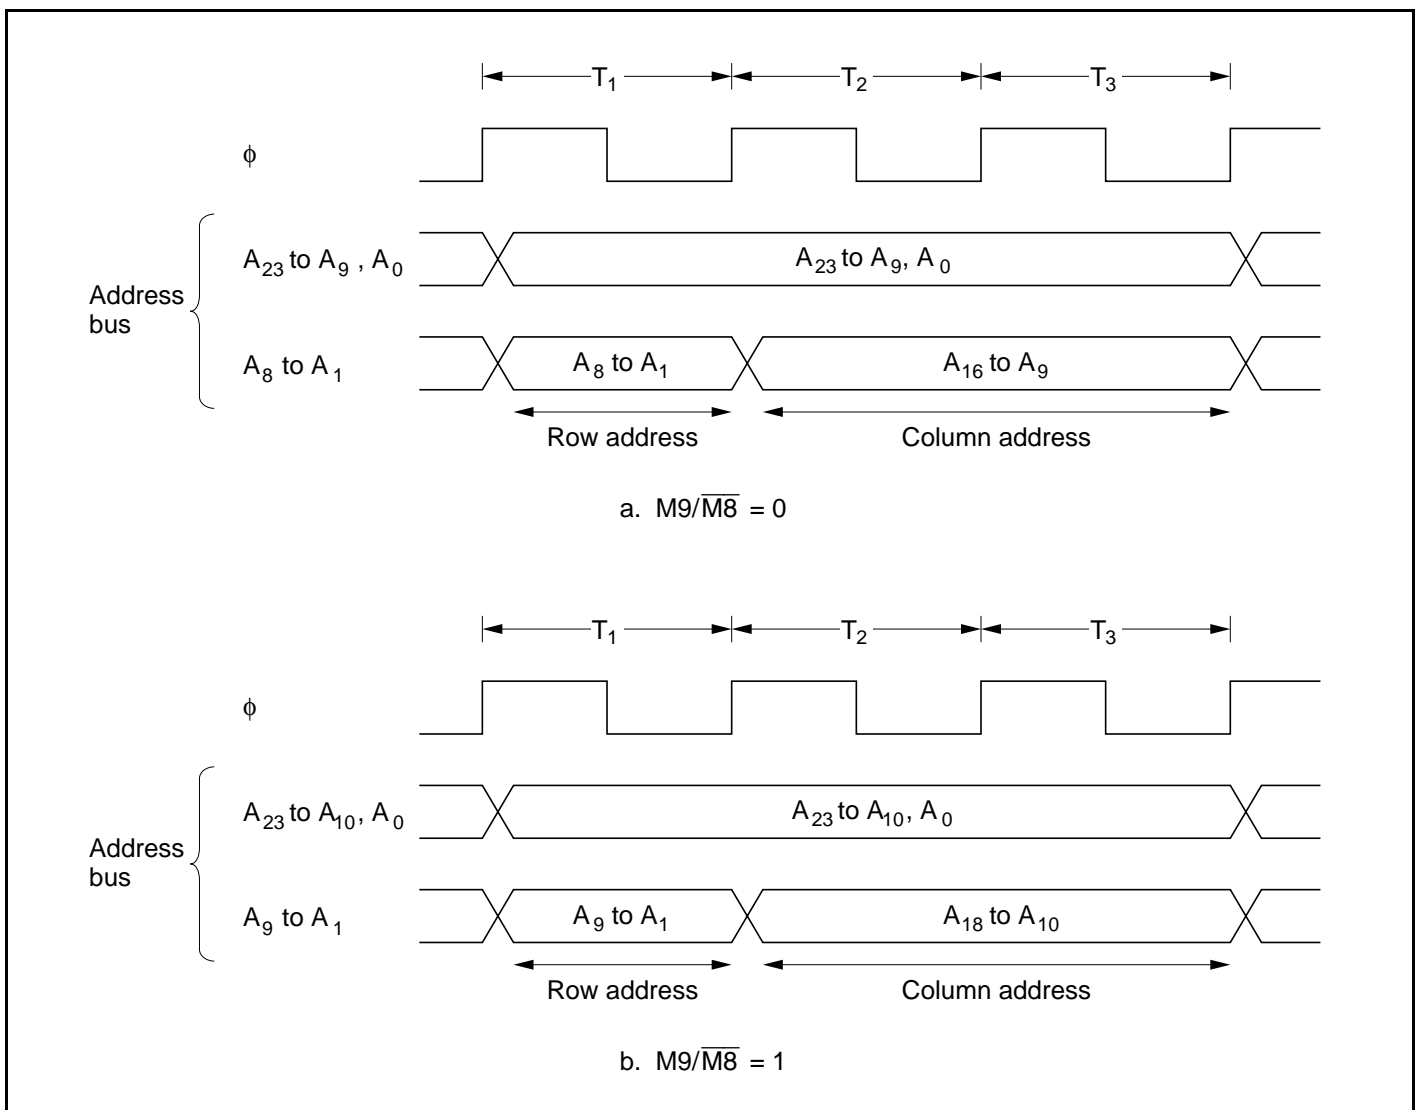 T1 T2 T3
ϕ
Address bus
A23 to A9 , A0
A23 to A9, A0
A8 to A1
A8 to A1
A16 to A9
Row address
Column address
a. M9/M̅8̅ = 0
T1 T2 T3
ϕ
Address bus
A23 to A10, A0
A23 to A10, A0
A9 to A1
A9 to A1
A18 to A10
Row address
Column address
b. M9/M̅8̅ = 1